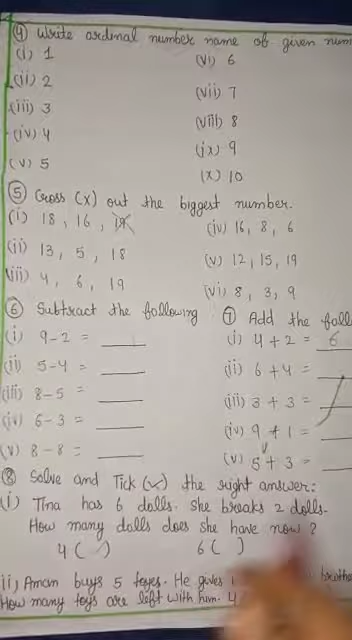 (4) Write ordinal number name of given num
(i) 1 (vi) 6
(ii) 2 (vii) 7
(iii) 3 (viii) 8
(iv) 4 (ix) 9
(v) 5 (x) 10
(5) Cross (x) out the biggest number.
(i) 18, 16, 19 (iv) 16, 8, 6
(ii) 13, 5, 18 (v) 12, 15, 19
(iii) 4, 6, 19 (vi) 8, 3, 9
(6) Subtract the following (7) Add the foll
(i) 9-2 = (i) 4+2 = 6
(ii) 5-4 = (ii) 6+4 =
(iii) 8-5 = (iii) 3+3 =
(iv) 6-3 = (iv) 9+1 =
(v) 8-8 = (v) 5+3 =
(8) Solve and Tick (✓) the right answer:
(i) Tina has 6 dolls. She breaks 2 dolls.
How many dolls does she have now?
4 (✓) 6 ( )
ii) Aman buys 5 toyes. He gives 1 brothe
How many toys are left with him. 4